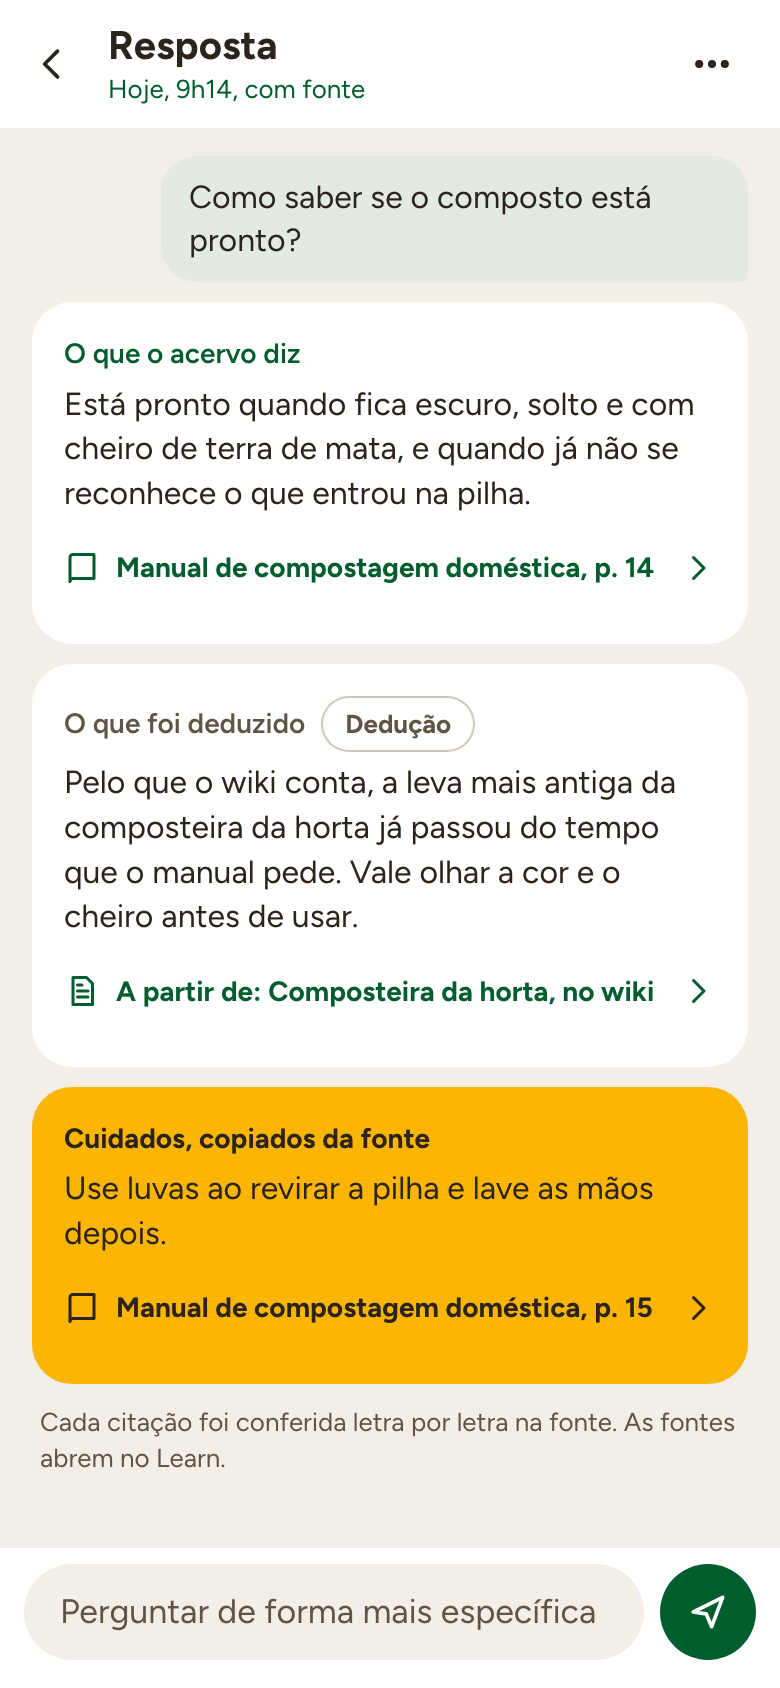 Resposta
Hoje, 9h14, com fonte
Como saber se o composto está
pronto?
O que o acervo diz
Está pronto quando fica escuro, solto e com
cheiro de terra de mata, e quando já não se
reconhece o que entrou na pilha.
Manual de compostagem doméstica, p. 14
O que foi deduzido Dedução
Pelo que o wiki conta, a leva mais antiga da
composteira da horta já passou do tempo
que o manual pede. Vale olhar a cor e o
cheiro antes de usar.
A partir de: Composteira da horta, no wiki
Cuidados, copiados da fonte
Use luvas ao revirar a pilha e lave as mãos
depois.
Manual de compostagem doméstica, p. 15
Cada citação foi conferida letra por letra na fonte. As fontes
abrem no Learn.
Perguntar de forma mais específica